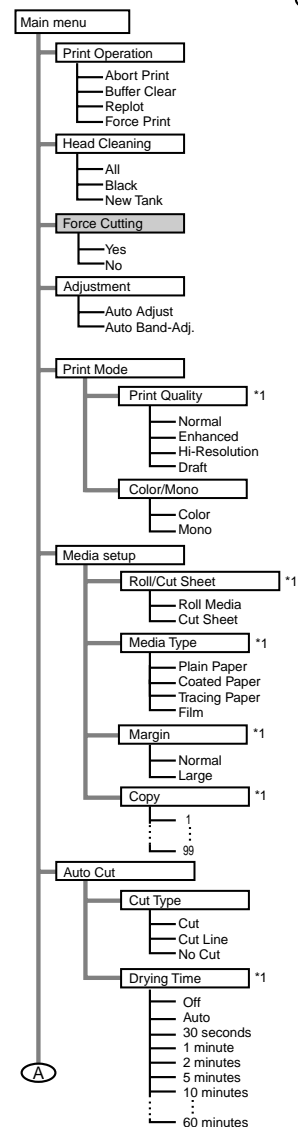 Main menu
Print Operation
Abort Print
Buffer Clear
Replot
Force Print
Head Cleaning
All
Black
New Tank
Force Cutting
Yes
No
Adjustment
Auto Adjust
Auto Band-Adj.
Print Mode
Print Quality *1
Normal
Enhanced
Hi-Resolution
Draft
Color/Mono
Color
Mono
Media setup
Roll/Cut Sheet *1
Roll Media
Cut Sheet
Media Type *1
Plain Paper
Coated Paper
Tracing Paper
Film
Margin *1
Normal
Large
Copy *1
1
99
Auto Cut
Cut Type
Cut
Cut Line
No Cut
Drying Time *1
Off
Auto
30 seconds
1 minute
2 minutes
5 minutes
10 minutes
60 minutes
A